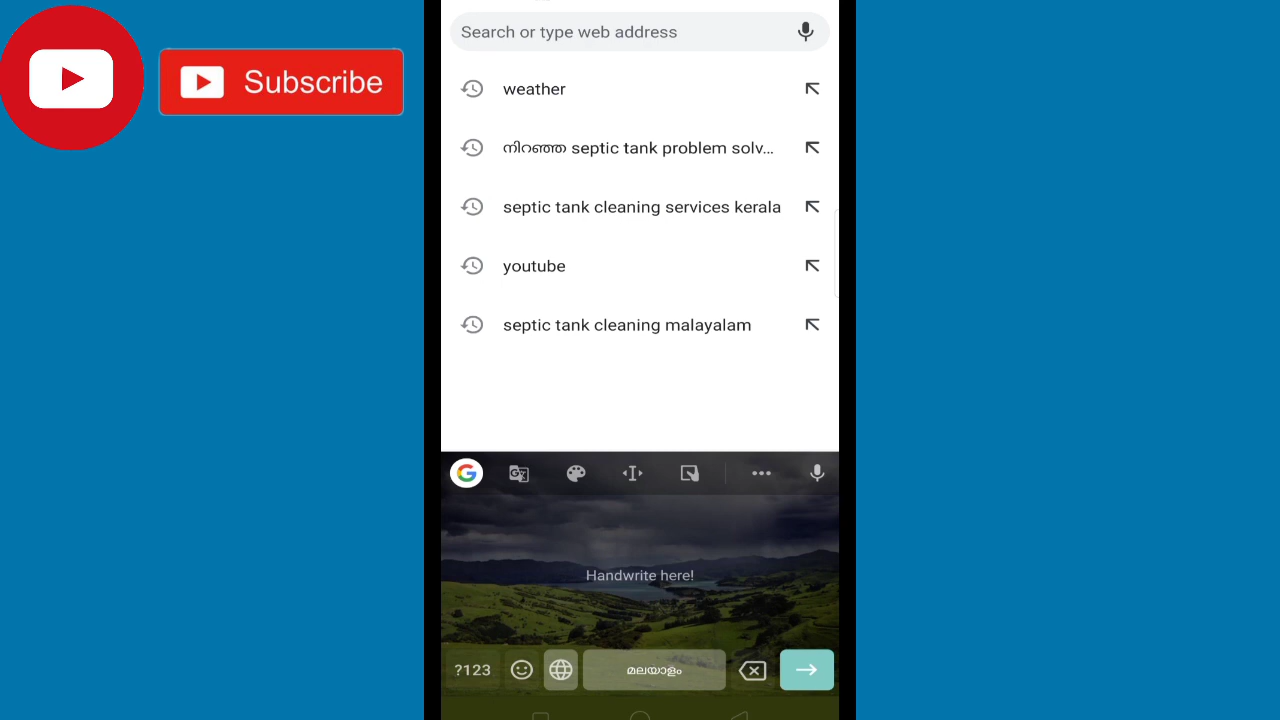 Subscribe
Search or type web address
weather
നിറഞ്ഞ septic tank problem solv...
septic tank cleaning services kerala
youtube
septic tank cleaning malayalam
Handwrite here!
?123
മലയാളം